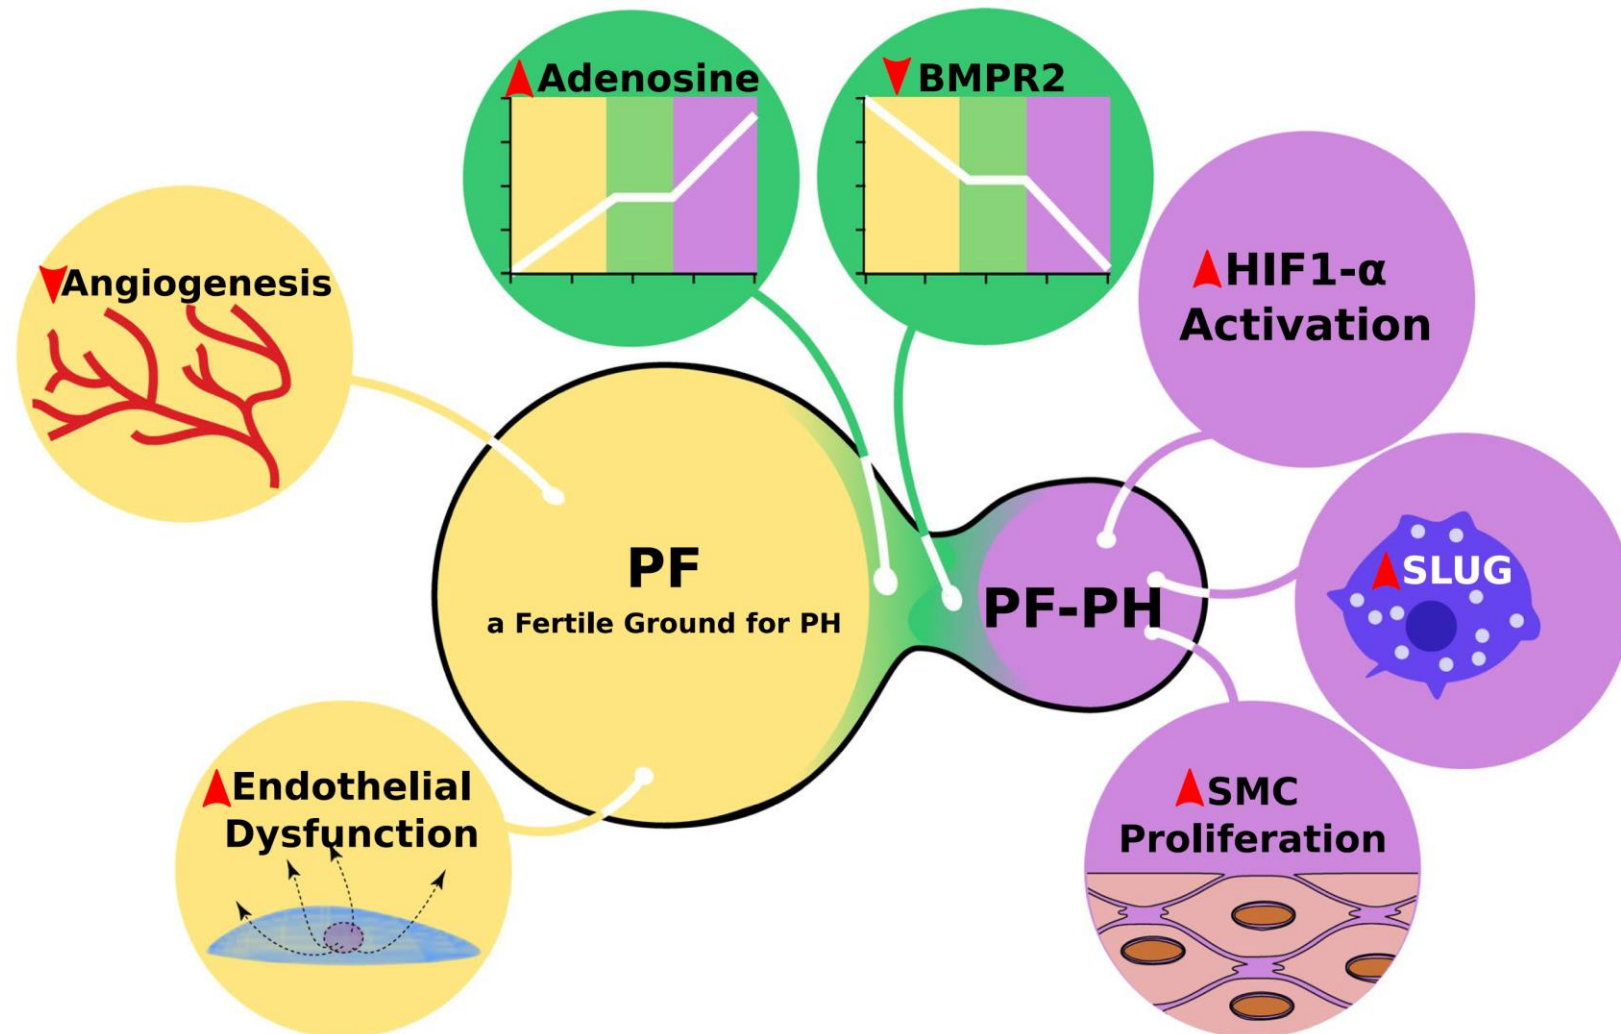 Adenosine
BMPR2
Angiogenesis
HIF1-α
Activation
PF
a Fertile Ground for PH
PF-PH
SLUG
Endothelial
Dysfunction
SMC
Proliferation